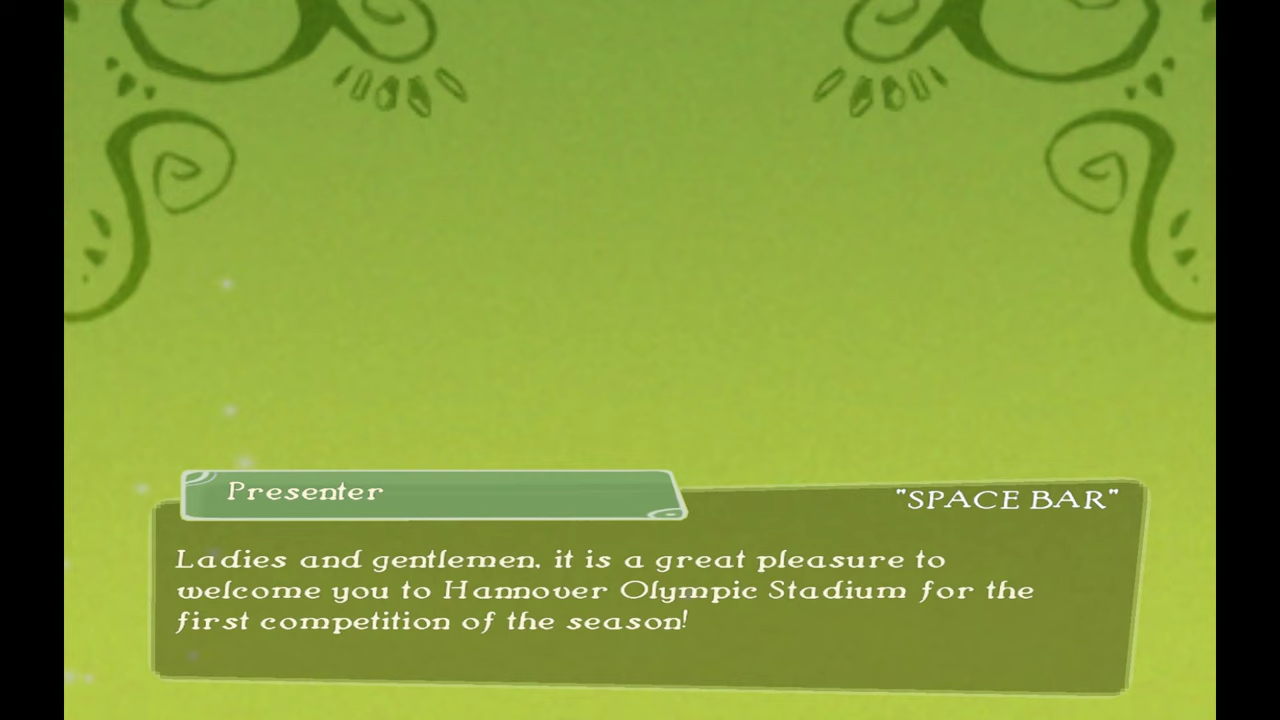 Presenter
"SPACE BAR"
Ladies and gentlemen, it is a great pleasure to
welcome you to Hannover Olympic Stadium for the
first competition of the season!